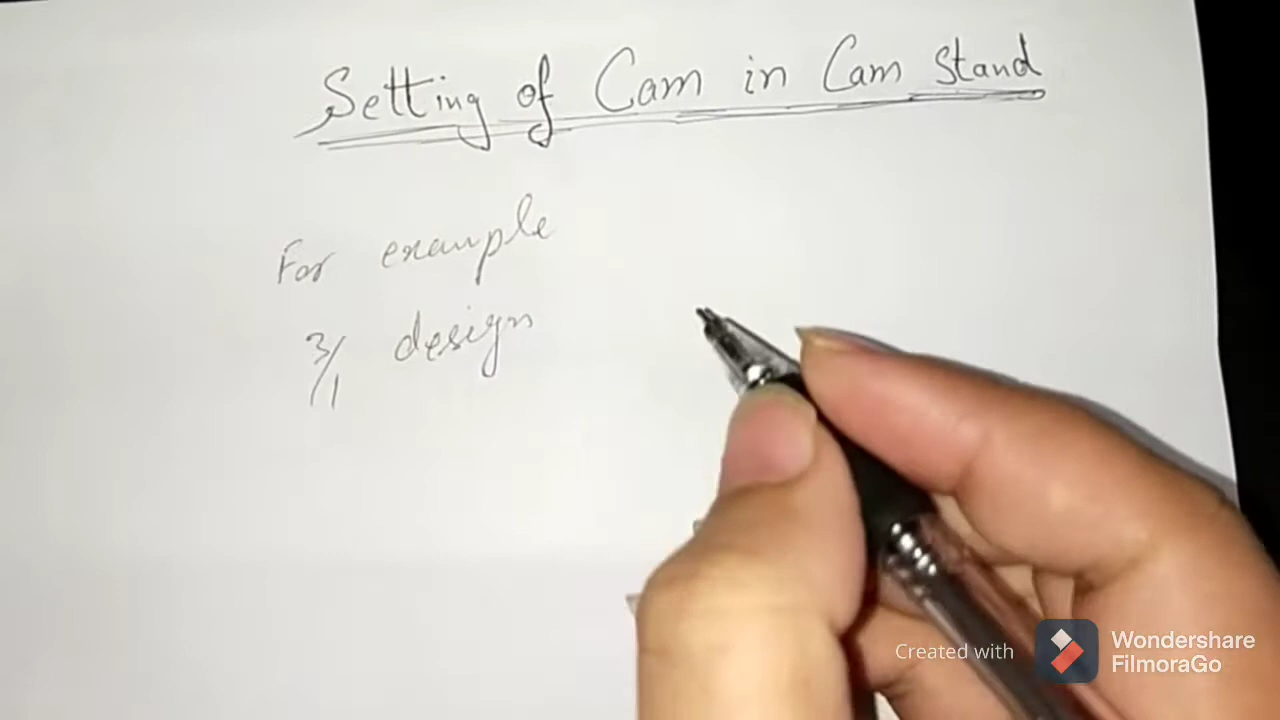 Setting of Cam in Cam Stand
For example
3/1 design
Created with
Wondershare
FilmoraGo